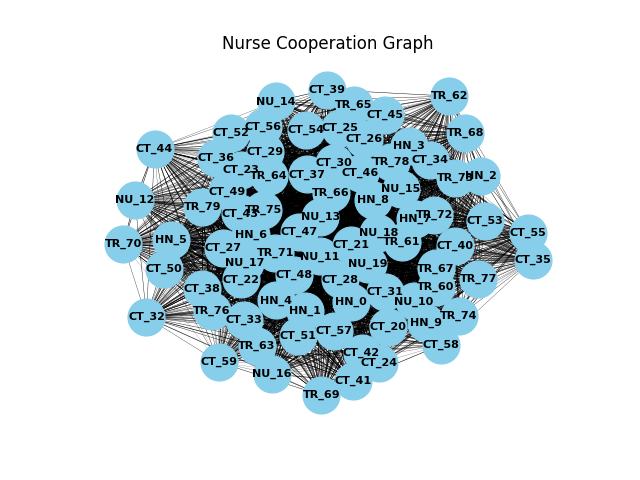 Nurse Cooperation Graph
CT_39
TR_62
NU_14
TR_65
CT_45
CT_56
CT_25
CT_54
CT_52
TR_68
CT_26
HN_3
CT_44
CT_29
CT_36
CT_34
TR_78
CT_30
CT_23
CT_46
CT_37
TR_64
HN_2
TR_73
NU_15
CT_49
TR_66
NU_12
HN_8
TR_79
TR_75
CT_43
TR_72
NU_13
HN_7
CT_53
CT_47
NU_18
CT_55
HN_6
HN_5
TR_61
TR_70
CT_21
CT_40
CT_27
TR_71
NU_11
CT_35
NU_17
NU_19
CT_50
TR_67
CT_48
CT_22
CT_28
TR_77
TR_60
CT_38
CT_31
HN_4
HN_0
NU_10
TR_76
HN_1
TR_74
CT_32
CT_33
HN_9
CT_20
CT_57
CT_51
CT_58
TR_63
CT_42
CT_59
CT_24
NU_16
CT_41
TR_69